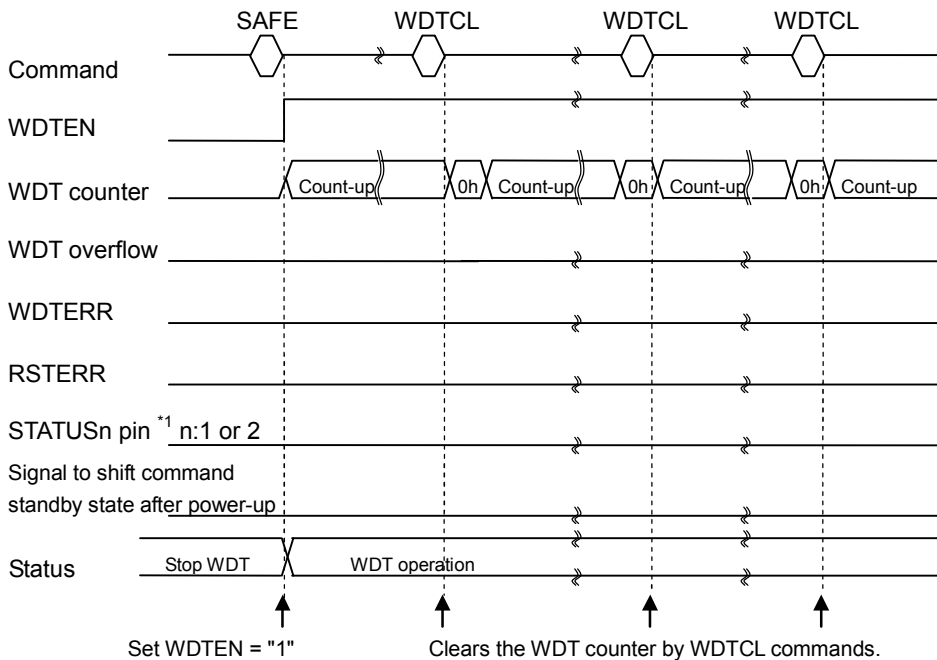 SAFE WDTCL WDTCL WDTCL
Command
WDTEN
WDT counter Count-up 0h Count-up 0h Count-up 0h Count-up
WDT overflow
WDTERR
RSTERR
STATUSn pin *1 n:1 or 2
Signal to shift command
standby state after power-up
Status Stop WDT WDT operation
Set WDTEN = "1" Clears the WDT counter by WDTCL commands.